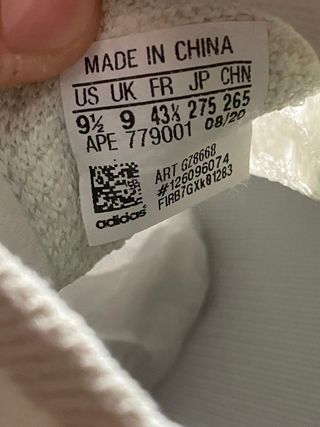 MADE IN CHINA
US UK FR JP CHN
9½ 9 43⅓ 275 265
APE 779001 08/20
ART GZ8668
#126096074
F1RB7GXk81283
adidas